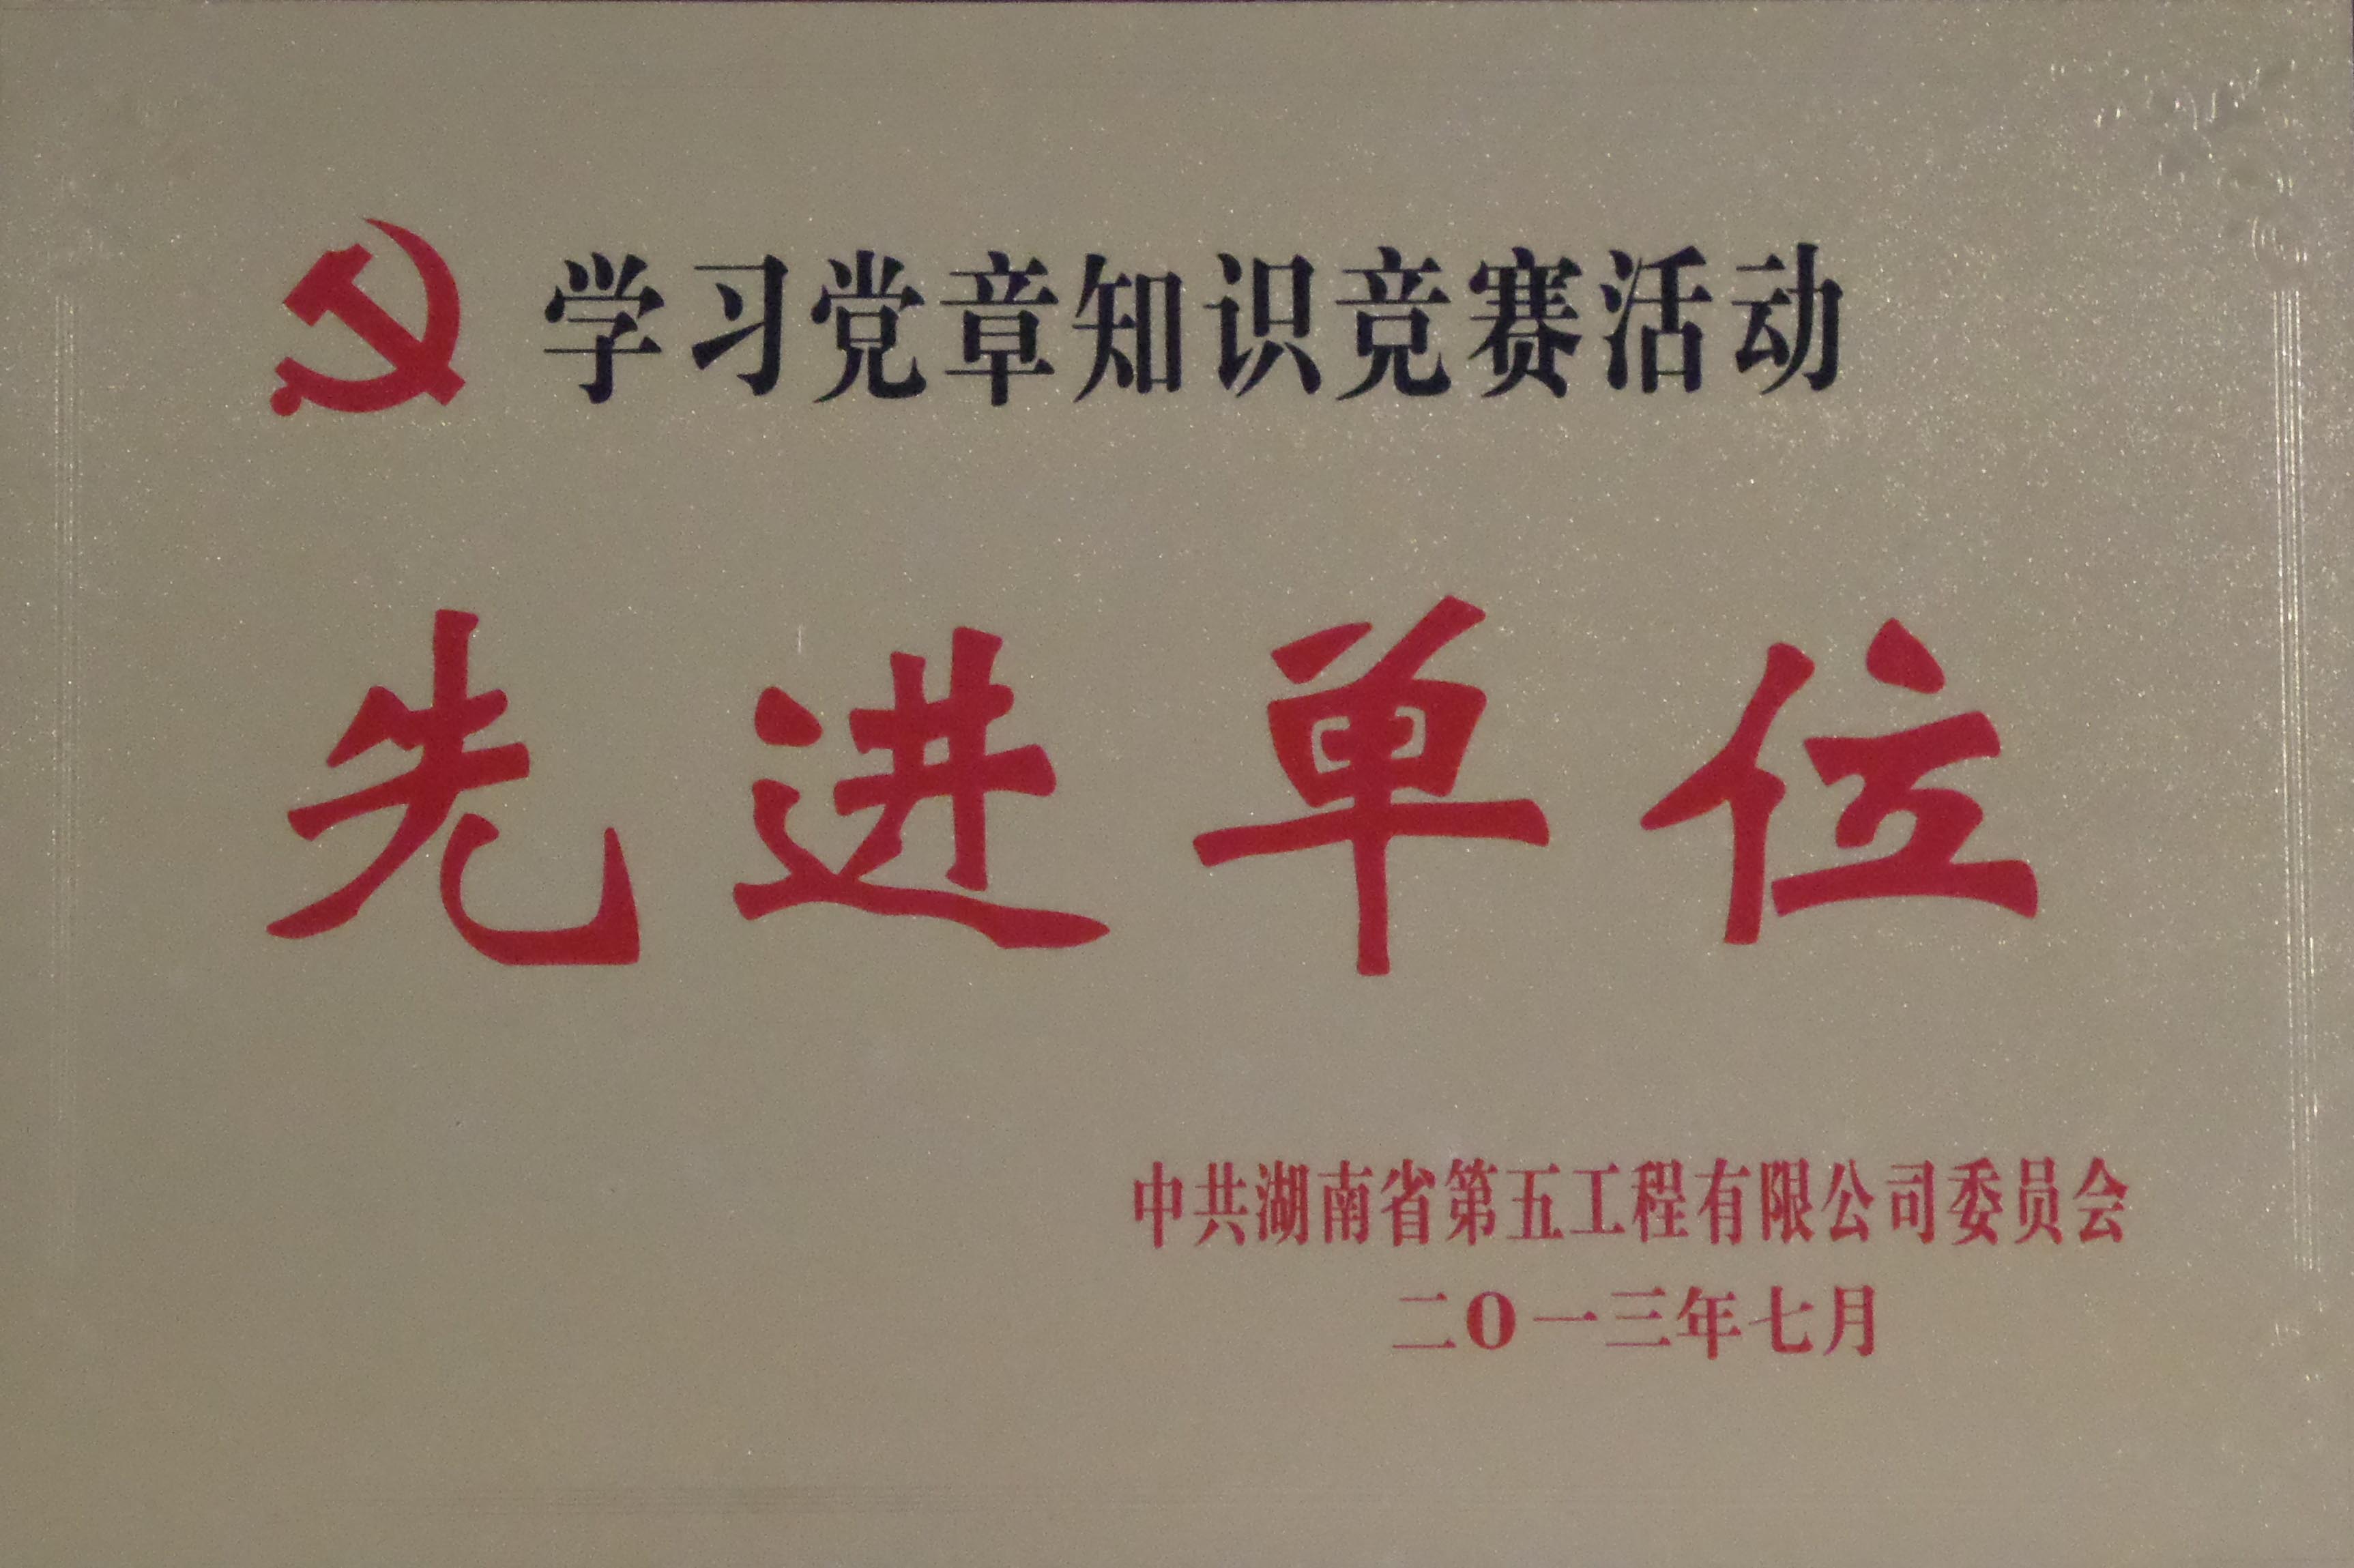 学习党章知识竞赛活动
先进单位
中共湖南省第五工程有限公司委员会
二0一三年七月